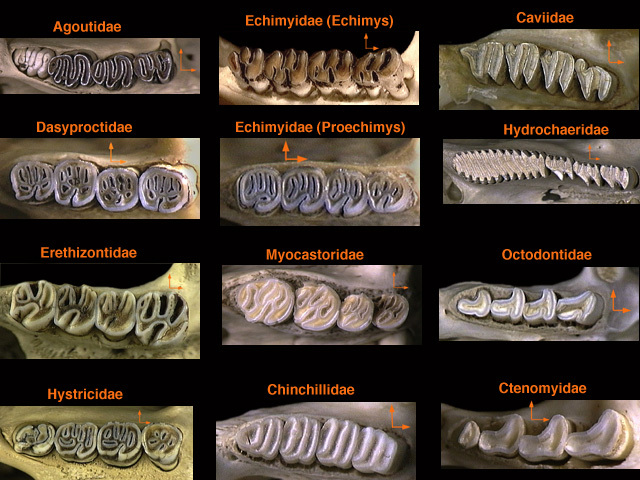 Agoutidae
Echimyidae (Echimys)
Caviidae
Dasyproctidae
Echimyidae (Proechimys)
Hydrochaeridae
Erethizontidae
Myocastoridae
Octodontidae
Hystricidae
Chinchillidae
Ctenomyidae